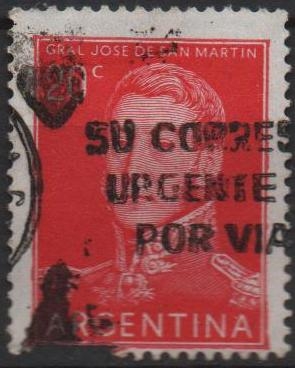 GRAL JOSE DE SAN MARTIN
20 C
SU CORRES
URGENTE
POR VIA
ARGENTINA